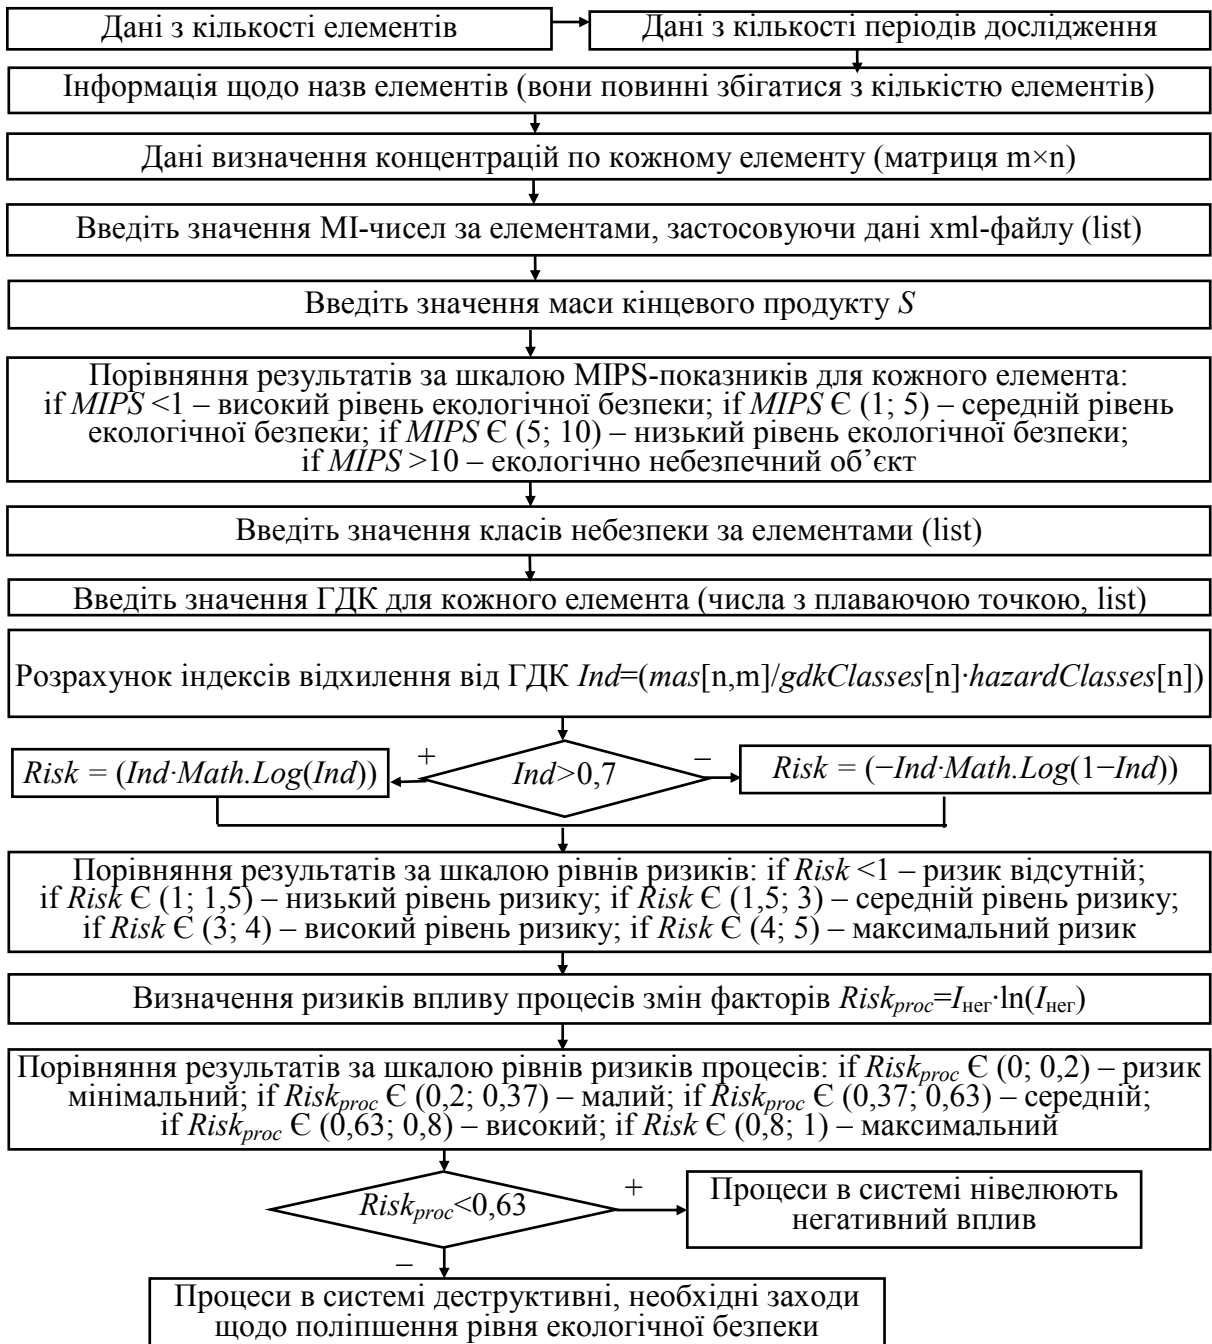 Дані з кількості елементів
Дані з кількості періодів дослідження
Інформація щодо назв елементів (вони повинні збігатися з кількістю елементів)
Дані визначення концентрацій по кожному елементу (матриця m×n)
Введіть значення МІ-чисел за елементами, застосовуючи дані xml-файлу (list)
Введіть значення маси кінцевого продукту S
Порівняння результатів за шкалою MIPS-показників для кожного елемента:
if MIPS <1 – високий рівень екологічної безпеки; if MIPS Є (1; 5) – середній рівень
екологічної безпеки; if MIPS Є (5; 10) – низький рівень екологічної безпеки;
if MIPS >10 – екологічно небезпечний об’єкт
Введіть значення класів небезпеки за елементами (list)
Введіть значення ГДК для кожного елемента (числа з плаваючою точкою, list)
Розрахунок індексів відхилення від ГДК Ind=(mas[n,m]/gdkClasses[n]·hazardClasses[n])
+
–
Risk = (Ind·Math.Log(Ind))
Ind>0,7
Risk = (−Ind·Math.Log(1−Ind))
Порівняння результатів за шкалою рівнів ризиків: if Risk <1 – ризик відсутній;
if Risk Є (1; 1,5) – низький рівень ризику; if Risk Є (1,5; 3) – середній рівень ризику;
if Risk Є (3; 4) – високий рівень ризику; if Risk Є (4; 5) – максимальний ризик
Визначення ризиків впливу процесів змін факторів Risk_proc=I_нег·ln(I_нег)
Порівняння результатів за шкалою рівнів ризиків процесів: if Risk_proc Є (0; 0,2) – ризик
мінімальний; if Risk_proc Є (0,2; 0,37) – малий; if Risk_proc Є (0,37; 0,63) – середній;
if Risk_proc Є (0,63; 0,8) – високий; if Risk Є (0,8; 1) – максимальний
Risk_proc<0,63
+
Процеси в системі нівелюють
негативний вплив
–
Процеси в системі деструктивні, необхідні заходи
щодо поліпшення рівня екологічної безпеки